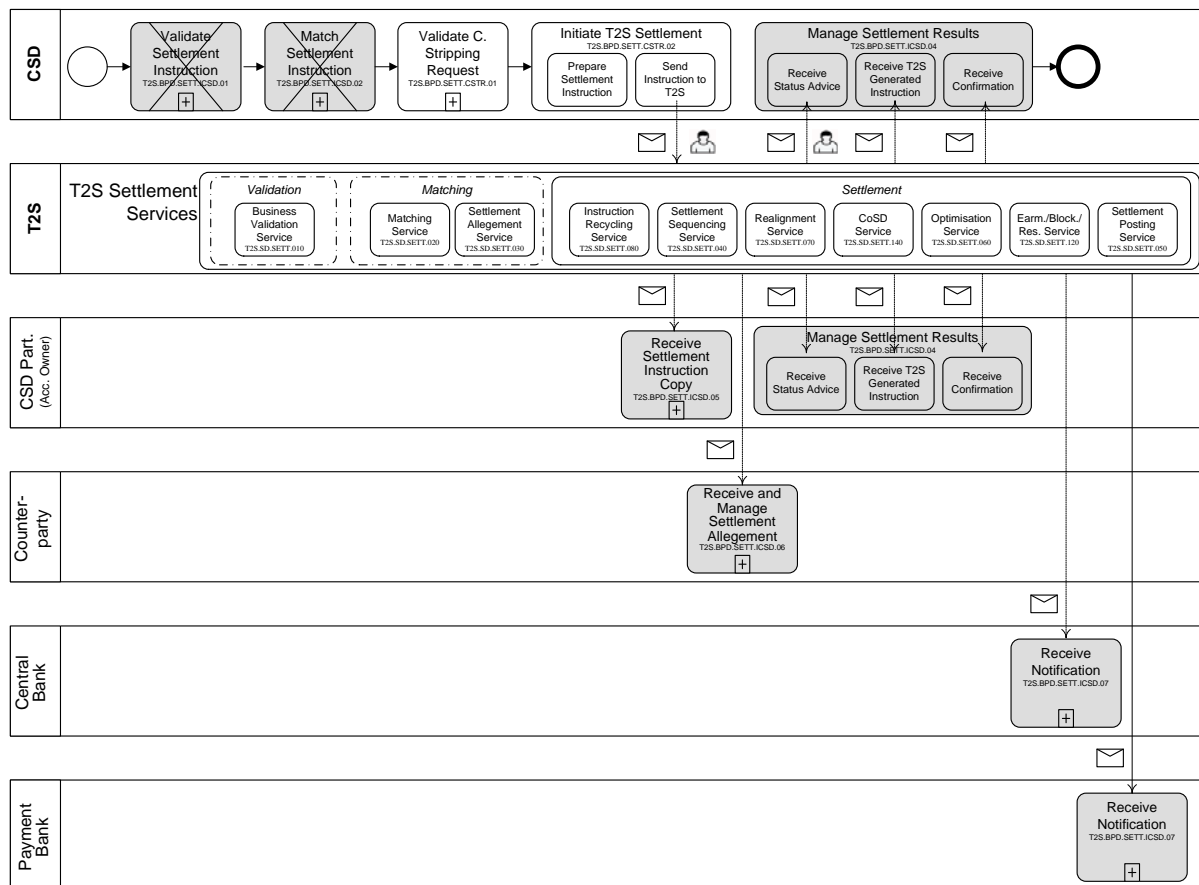 CSD
Validate
Settlement
Instruction
T2S.BPD.SETT.ICSD.01
+
Match
Settlement
Instruction
T2S.BPD.SETT.ICSD.02
+
Validate C.
Stripping
Request
T2S.BPD.SETT.CSTR.01
+
Initiate T2S Settlement
T2S.BPD.SETT.CSTR.02
Prepare
Settlement
Instruction
Send
Instruction to
T2S
Manage Settlement Results
T2S.BPD.SETT.ICSD.04
Receive
Status Advice
Receive T2S
Generated
Instruction
Receive
Confirmation
T2S
T2S Settlement
Services
Validation
Business
Validation
Service
T2S.SD.SETT.010
Matching
Matching
Service
T2S.SD.SETT.020
Settlement
Allegement
Service
T2S.SD.SETT.030
Settlement
Instruction
Recycling
Service
T2S.SD.SETT.080
Settlement
Sequencing
Service
T2S.SD.SETT.040
Realignment
Service
T2S.SD.SETT.070
CoSD
Service
T2S.SD.SETT.140
Optimisation
Service
T2S.SD.SETT.060
Earm./Block./
Res. Service
T2S.SD.SETT.120
Settlement
Posting
Service
T2S.SD.SETT.050
CSD Part.
(Acc. Owner)
Receive
Settlement
Instruction
Copy
T2S.BPD.SETT.ICSD.05
+
Manage Settlement Results
T2S.BPD.SETT.ICSD.04
Receive
Status Advice
Receive T2S
Generated
Instruction
Receive
Confirmation
Counter-
party
Receive and
Manage
Settlement
Allegement
T2S.BPD.SETT.ICSD.06
+
Central
Bank
Receive
Notification
T2S.BPD.SETT.ICSD.07
+
Payment
Bank
Receive
Notification
T2S.BPD.SETT.ICSD.07
+